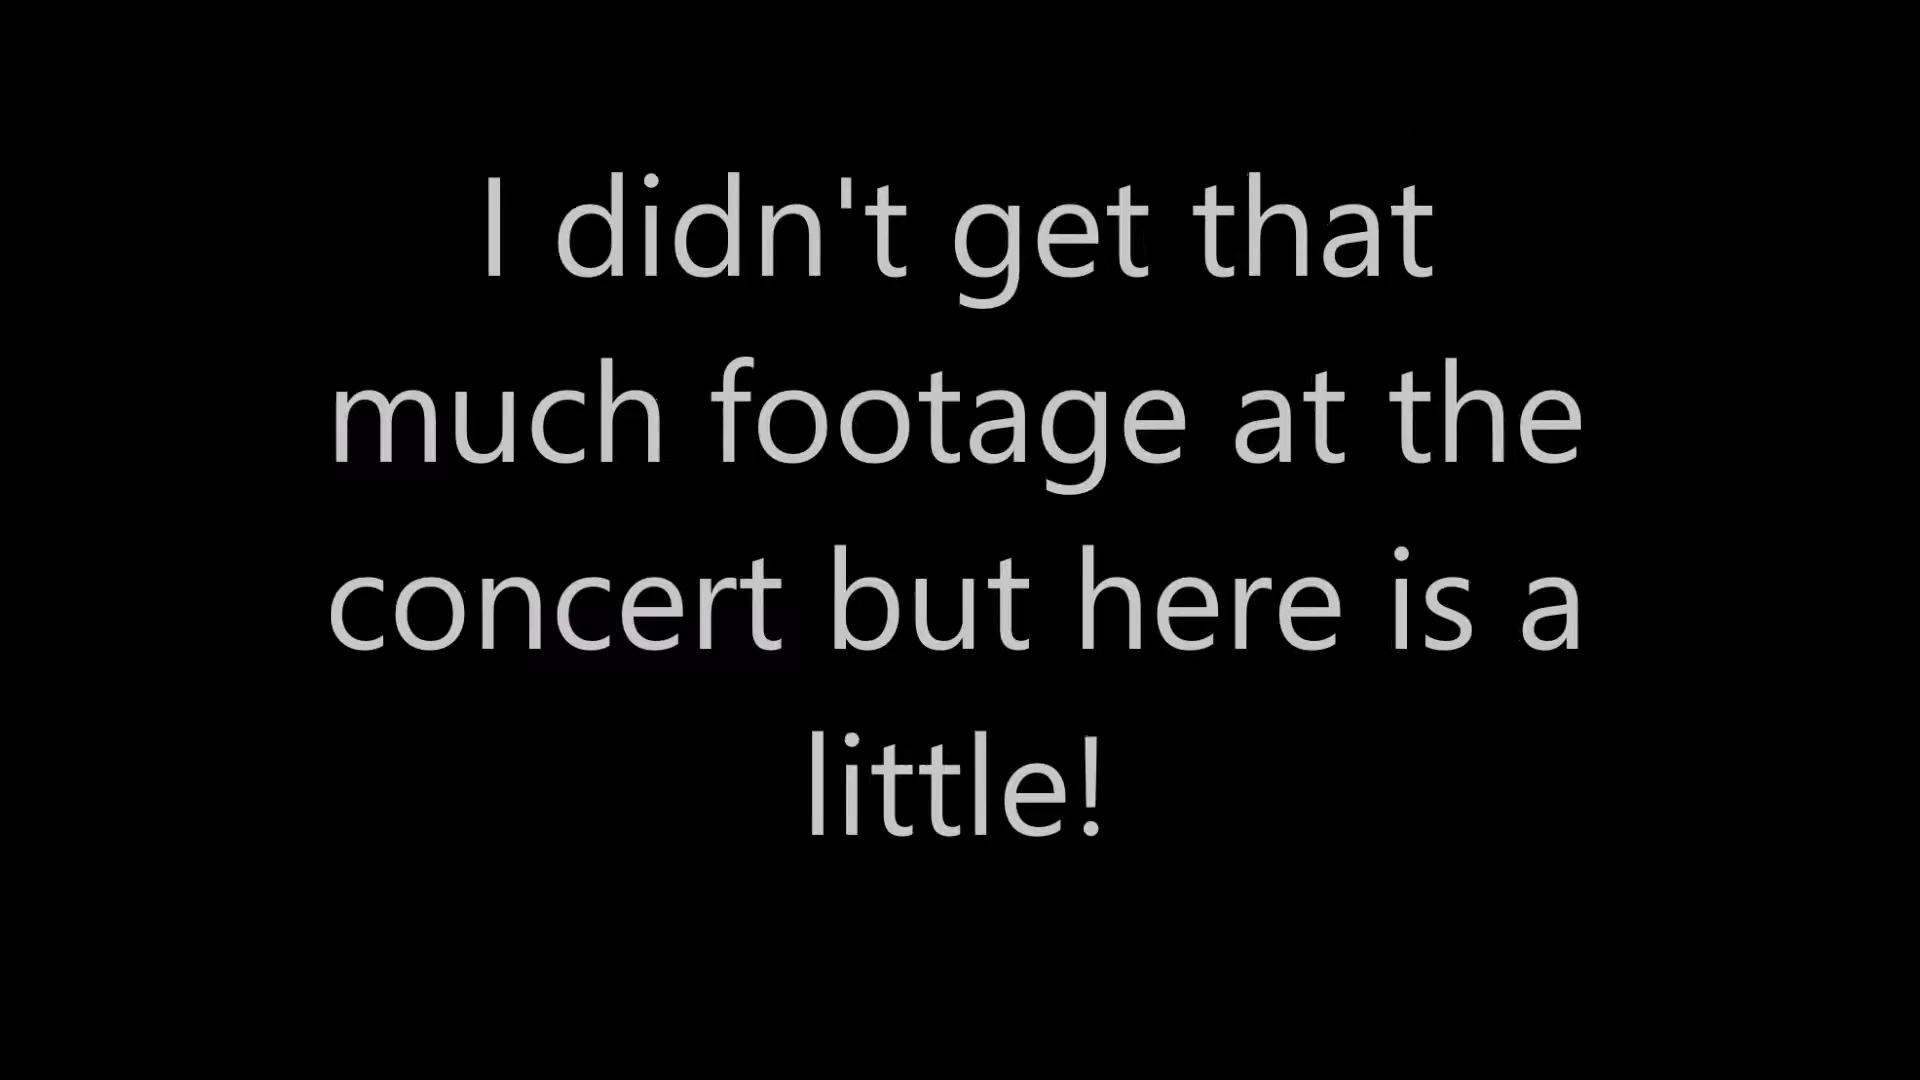 I didn't get that
much footage at the
concert but here is a
little!